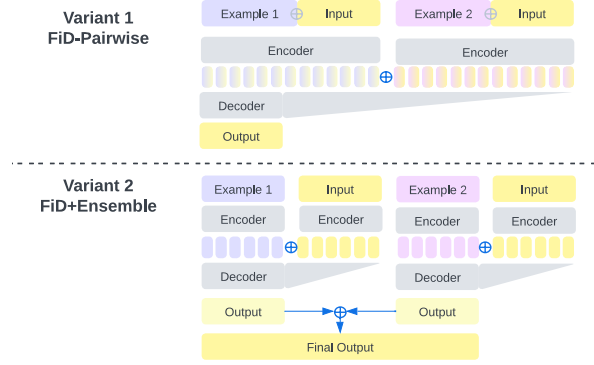 Variant 1
FiD-Pairwise
Example 1 Input Example 2 Input
Encoder Encoder
Decoder
Output
Variant 2
FiD+Ensemble
Example 1 Input Example 2 Input
Encoder Encoder Encoder Encoder
Decoder Decoder
Output Output
Final Output